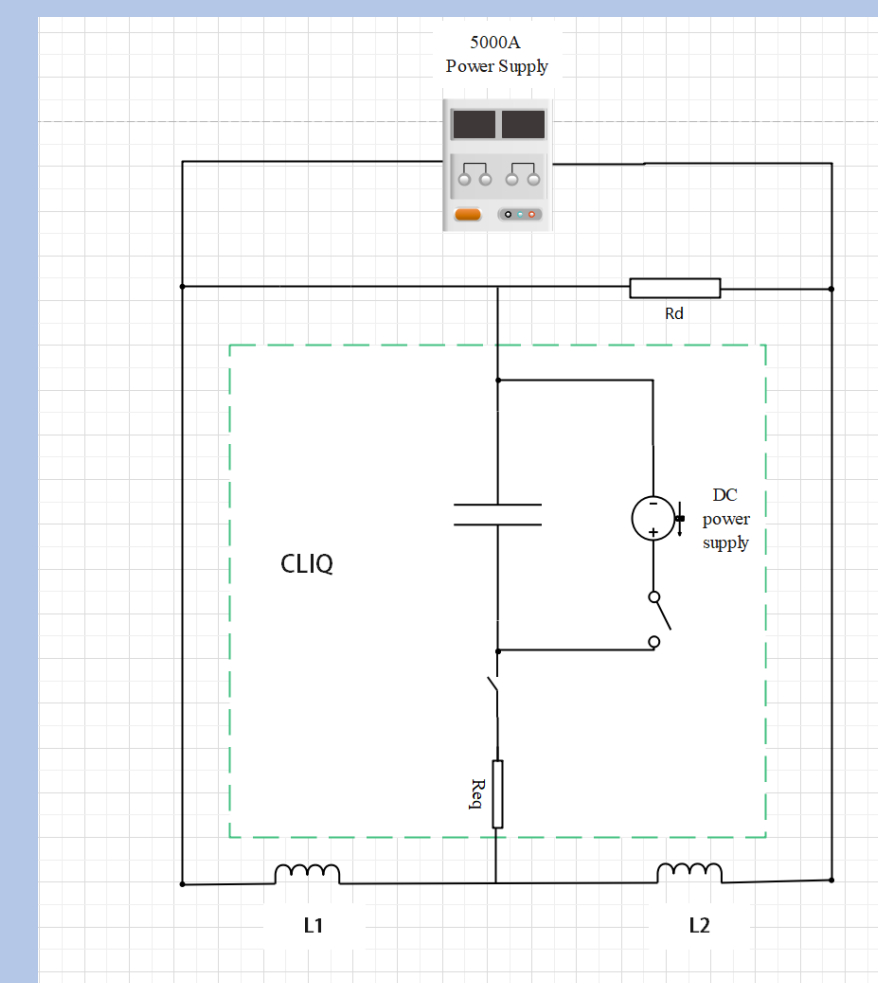 5000A
Power Supply
Rd
DC
power
supply
-
+
CLIQ
Req
L1
L2